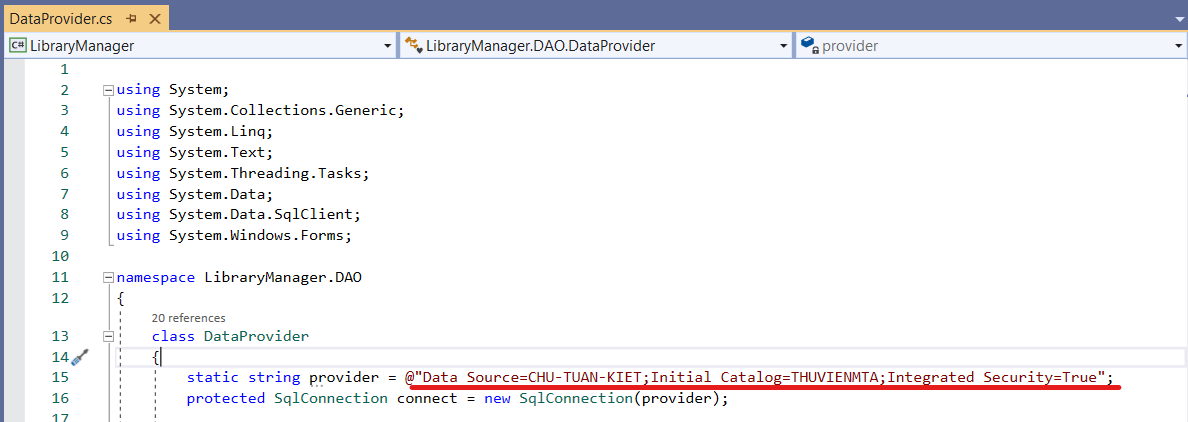 DataProvider.cs
LibraryManager LibraryManager.DAO.DataProvider provider
1
2 using System;
3 using System.Collections.Generic;
4 using System.Linq;
5 using System.Text;
6 using System.Threading.Tasks;
7 using System.Data;
8 using System.Data.SqlClient;
9 using System.Windows.Forms;
10
11 namespace LibraryManager.DAO
12 {
20 references
13 class DataProvider
14 {
15 static string provider = @"Data Source=CHU-TUAN-KIET;Initial Catalog=THUVIENMTA;Integrated Security=True";
16 protected SqlConnection connect = new SqlConnection(provider);
17